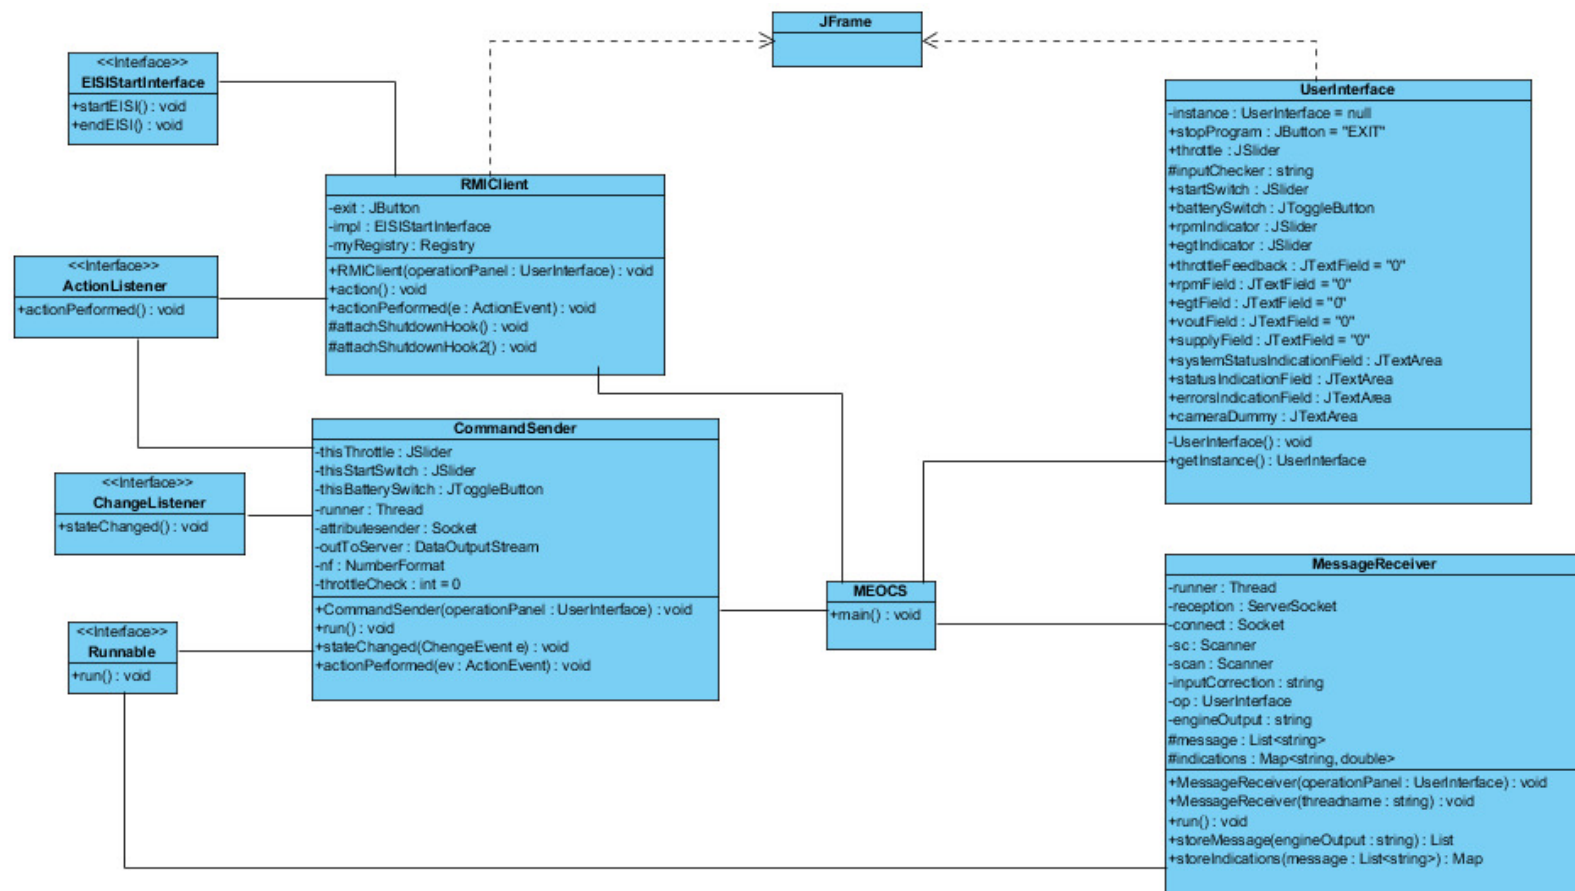 JFrame
<<Interface>>
EISIStartInterface
+startEISI() : void
+endEISI() : void
UserInterface
-instance : UserInterface = null
+stopProgram : JButton = "EXIT"
+throttle : JSlider
#inputChecker : string
+startSwitch : JSlider
+batterySwitch : JToggleButton
+rpmIndicator : JSlider
+egtIndicator : JSlider
+throttleFeedback : JTextField = "0"
+rpmField : JTextField = "0"
+egtField : JTextField = "0"
+voutField : JTextField = "0"
+supplyField : JTextField = "0"
+systemStatusIndicationField : JTextArea
+statusIndicationField : JTextArea
+errorsIndicationField : JTextArea
+cameraDummy : JTextArea
-UserInterface() : void
+getInstance() : UserInterface
RMIClient
-exit : JButton
-impl : EISIStartInterface
-myRegistry : Registry
+RMIClient(operationPanel : UserInterface) : void
+action() : void
+actionPerformed(e : ActionEvent) : void
#attachShutdownHook() : void
#attachShutdownHook2() : void
<<Interface>>
ActionListener
+actionPerformed() : void
CommandSender
-thisThrottle : JSlider
-thisStartSwitch : JSlider
-thisBatterySwitch : JToggleButton
-runner : Thread
-attributesender : Socket
-outToServer : DataOutputStream
-nf : NumberFormat
-throttleCheck : int = 0
+CommandSender(operationPanel : UserInterface) : void
+run() : void
+stateChanged(ChengeEvent e) : void
+actionPerformed(ev : ActionEvent) : void
<<Interface>>
ChangeListener
+stateChanged() : void
MEOCS
+main() : void
<<Interface>>
Runnable
+run() : void
MessageReceiver
-runner : Thread
-reception : ServerSocket
-connect : Socket
-sc : Scanner
-scan : Scanner
-inputCorrection : string
-op : UserInterface
-engineOutput : string
#message : List<string>
#indications : Map<string, double>
+MessageReceiver(operationPanel : UserInterface) : void
+MessageReceiver(threadname : string) : void
+run() : void
+storeMessage(engineOutput : string) : List
+storeIndications(message : List<string>) : Map